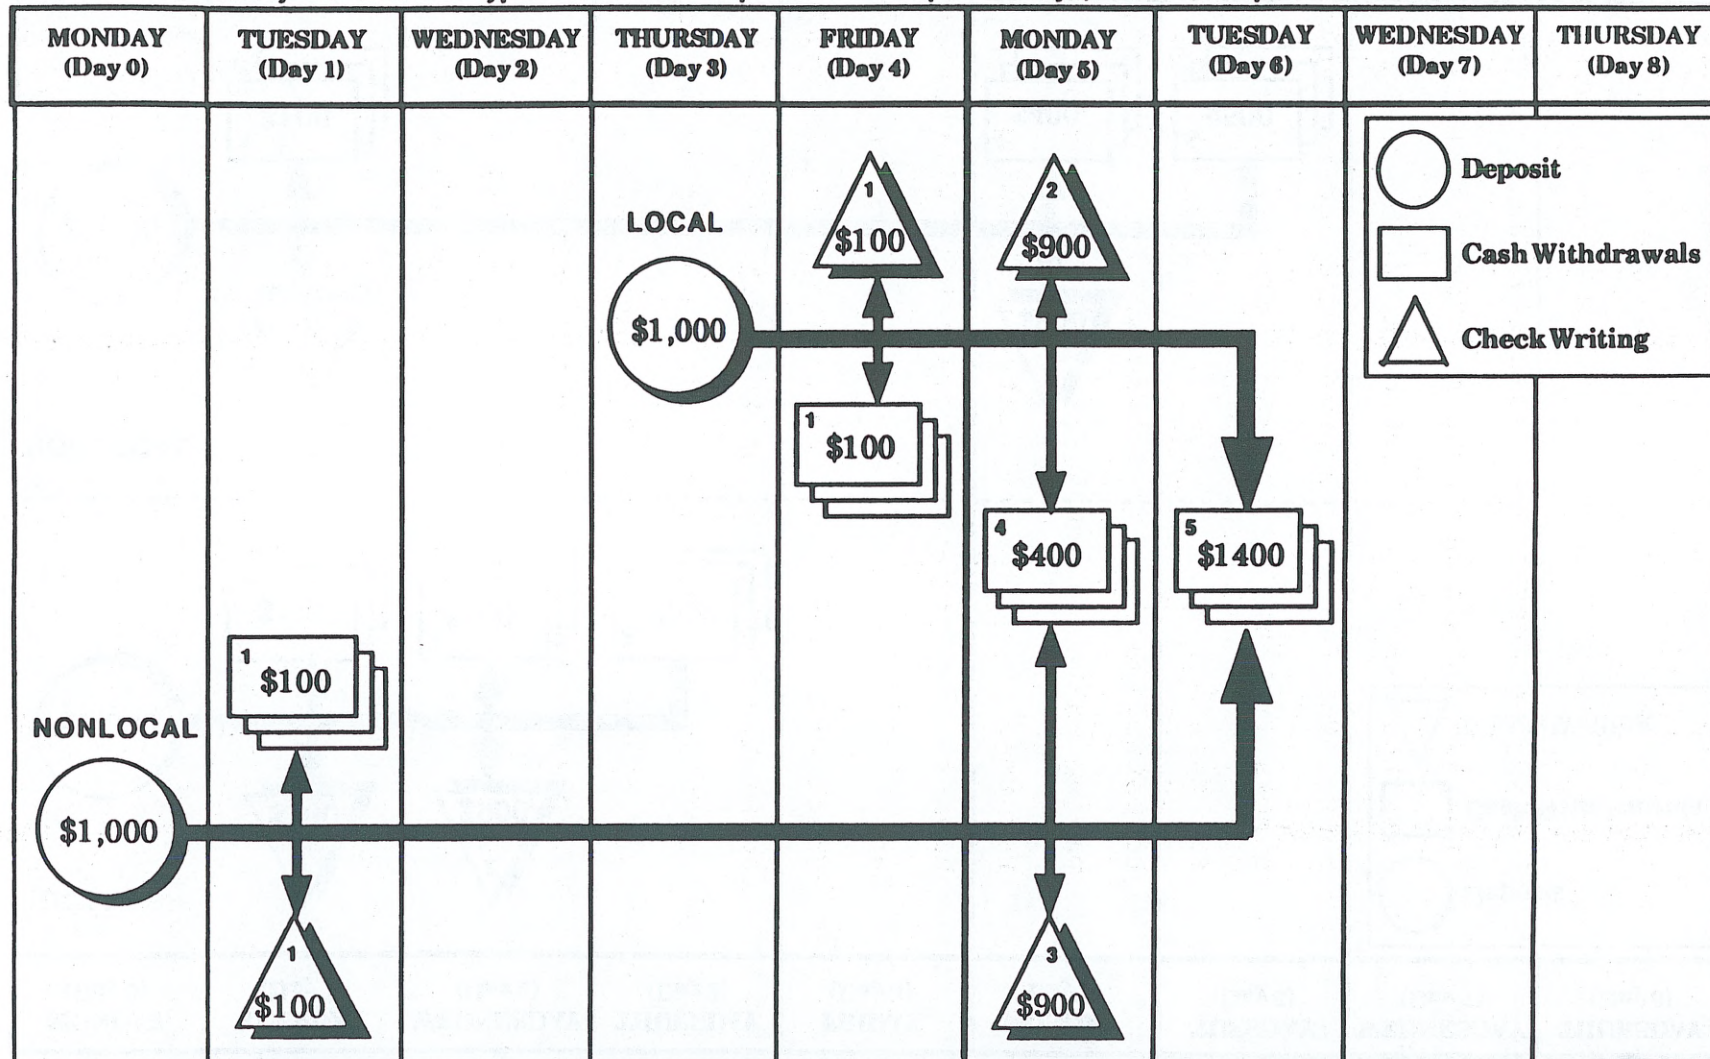 MONDAY
(Day 0)
TUESDAY
(Day 1)
WEDNESDAY
(Day 2)
THURSDAY
(Day 3)
FRIDAY
(Day 4)
MONDAY
(Day 5)
TUESDAY
(Day 6)
WEDNESDAY
(Day 7)
THURSDAY
(Day 8)
Deposit
Cash Withdrawals
Check Writing
LOCAL
$1,000
1
$100
2
$900
1
$100
4
$400
5
$1400
1
$100
NONLOCAL
$1,000
1
$100
3
$900